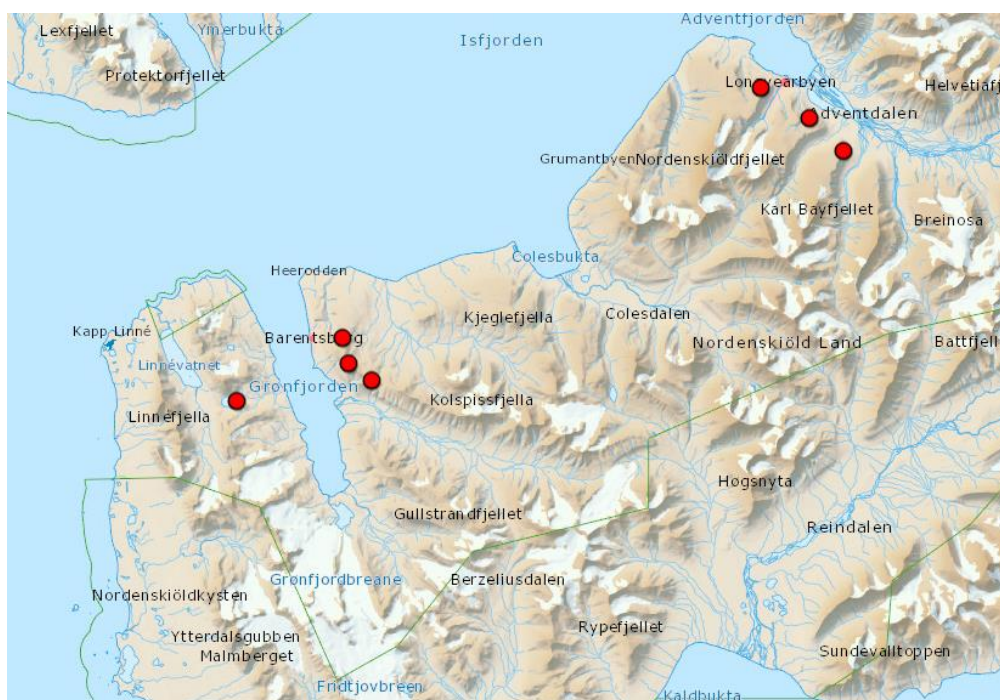 Adventfjorden
Lexfjellet
Ymerbukta
Isfjorden
Protektorfjellet
Longyearbyen
Helvetiafj
Adventdalen
Grumantbyen
Nordenskiöldfjellet
Karl Bayfjellet
Breinosa
Colesbukta
Heerodden
Kapp Linné
Barentsburg
Kjeglefjella
Colesdalen
Nordenskiöld Land
Battfjell
Linnévatnet
Grønfjorden
Kolspissfjella
Linnéfjella
Høgsnyta
Gullstrandfjellet
Reindalen
Grønfjordbreane
Berzeliusdalen
Nordenskiöldkysten
Rypefjellet
Ytterdalsgubben
Malmberget
Sundevalltoppen
Fridtjovbreen
Kaldbukta